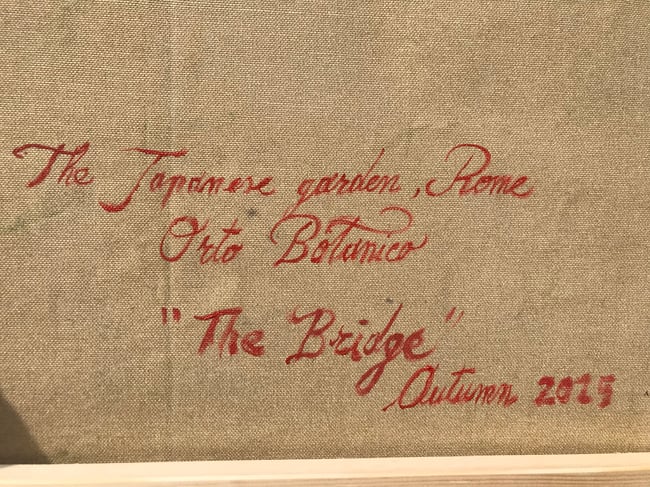 The Japanese garden, Rome
Orto Botanico
"The Bridge"
Autumn 2015